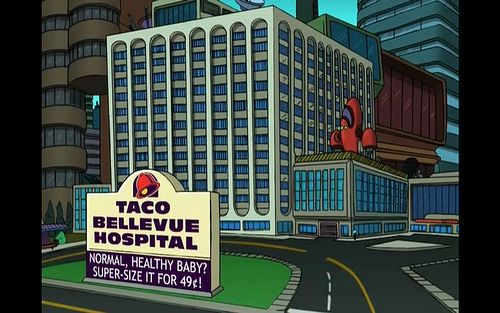 TACO
BELLEVUE
HOSPITAL
NORMAL, HEALTHY BABY?
SUPER-SIZE IT FOR 49¢!